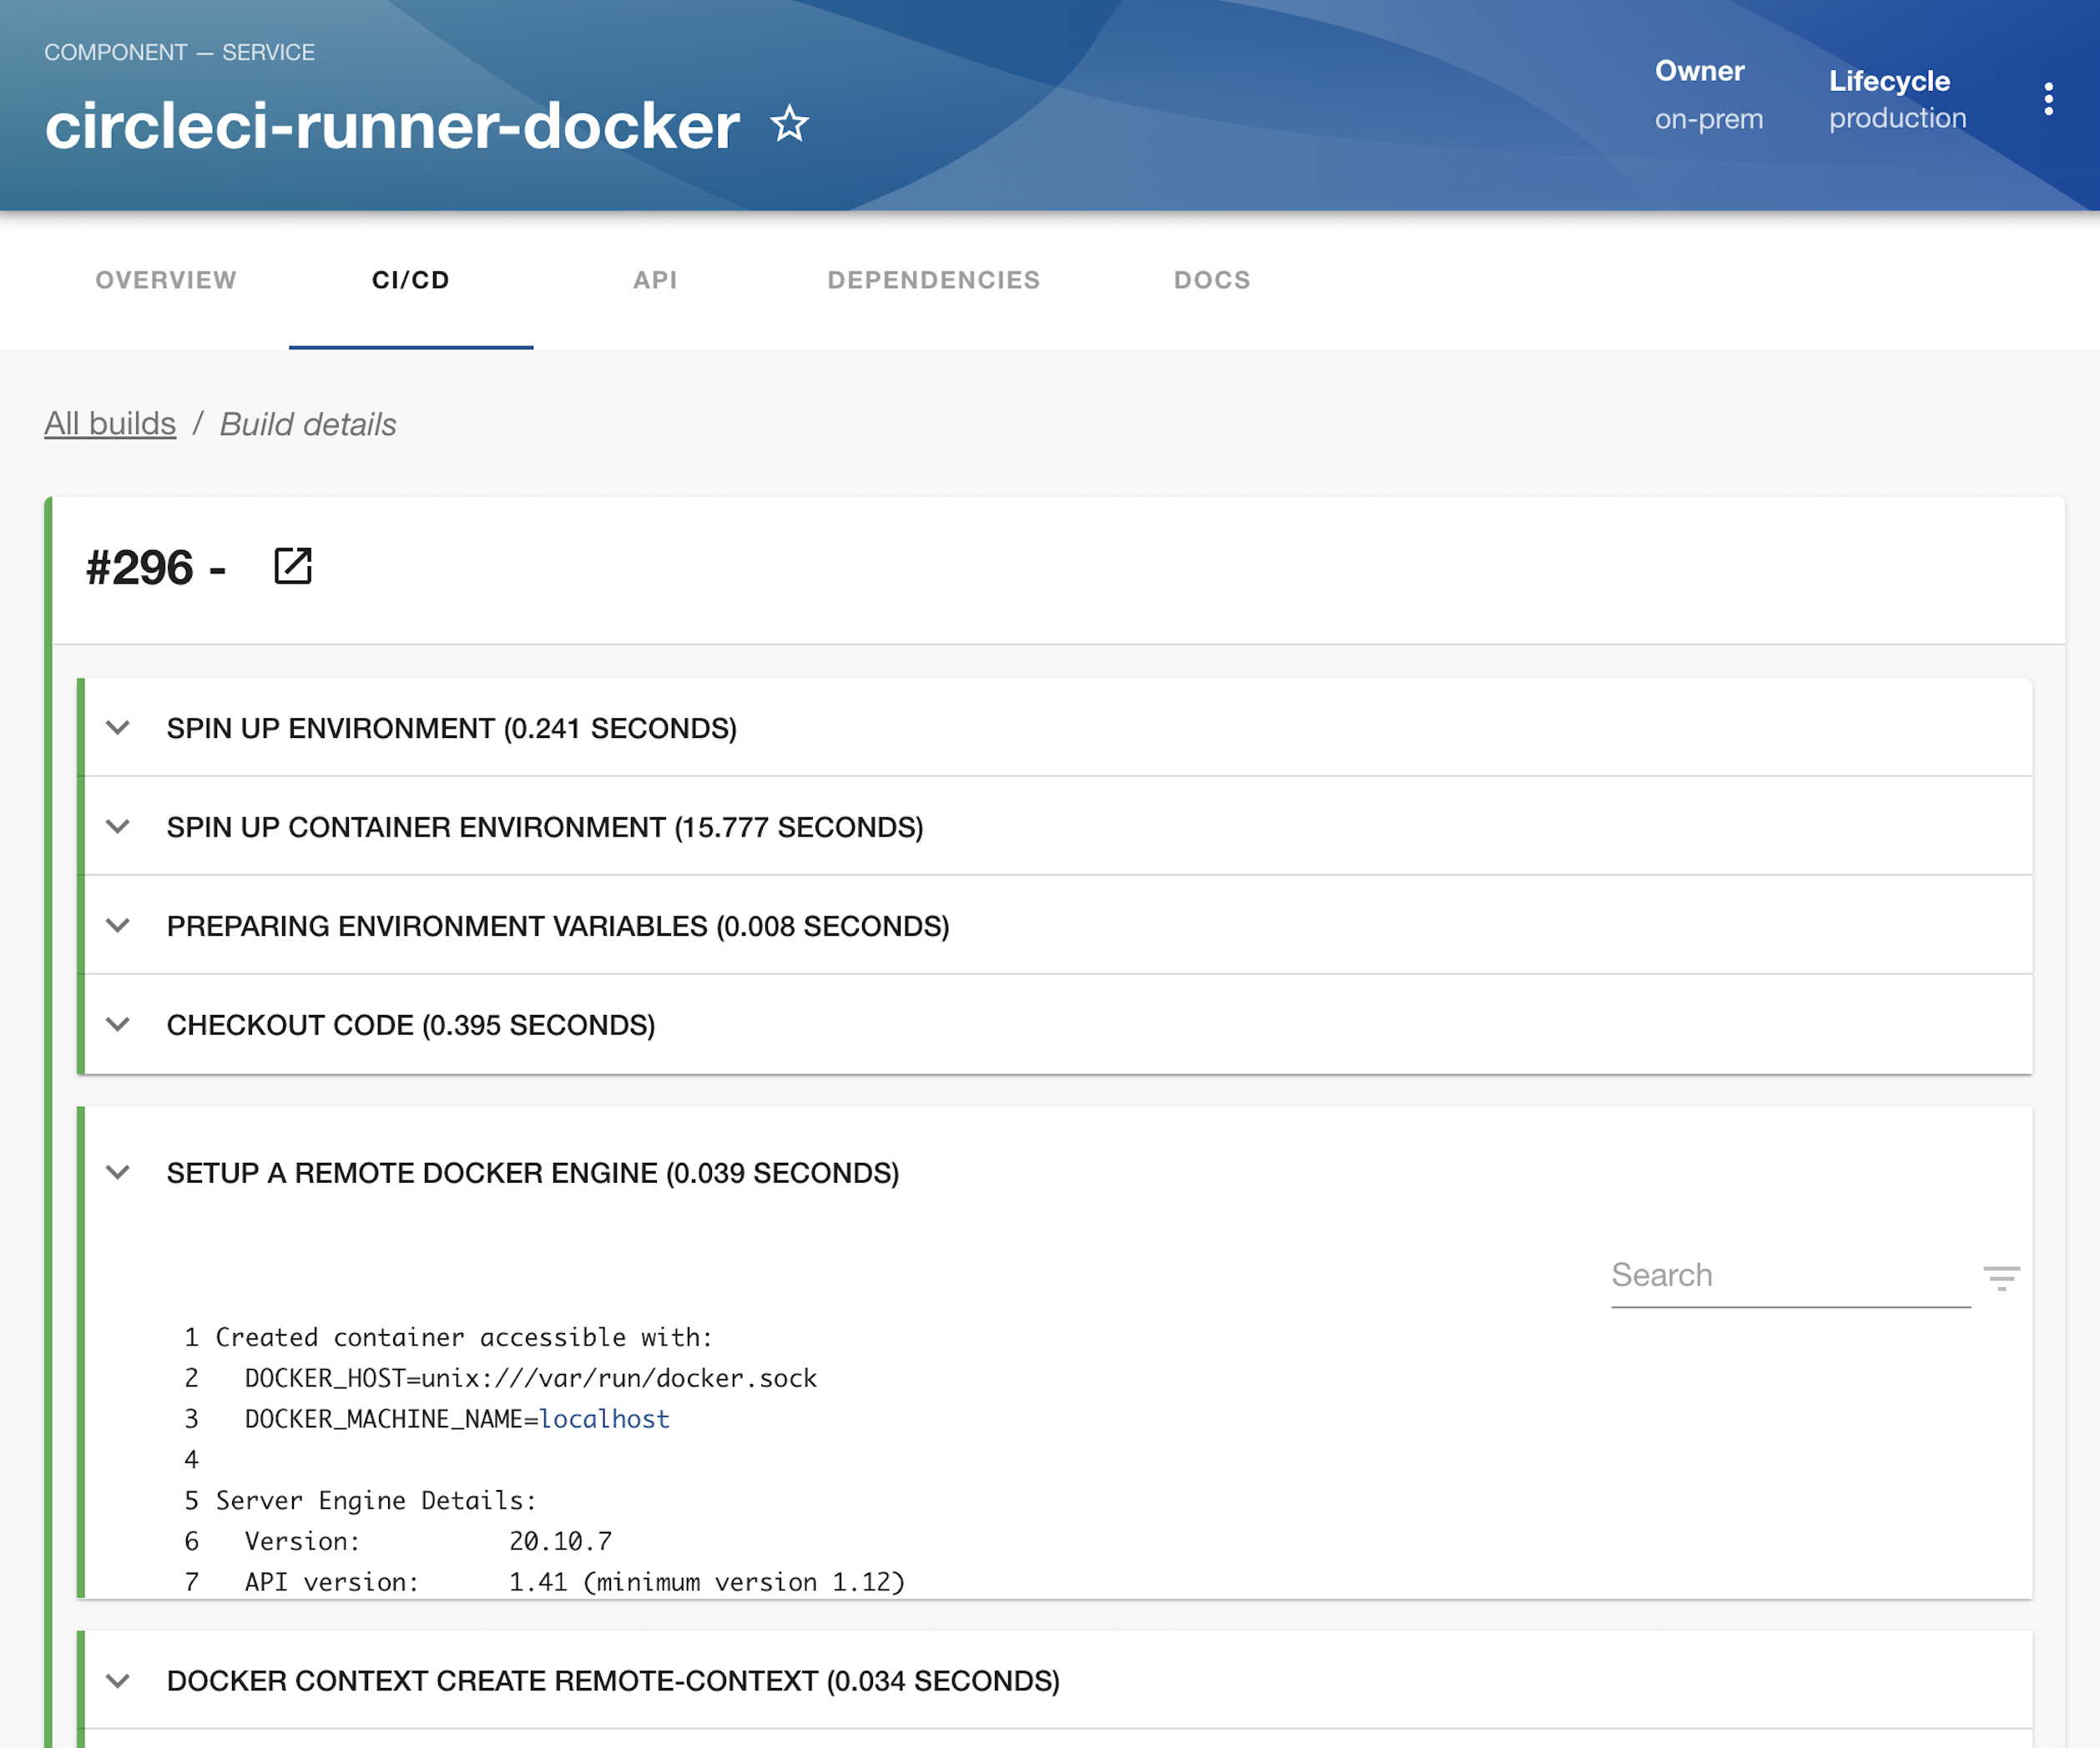 COMPONENT — SERVICE
circleci-runner-docker
Owner
on-prem
Lifecycle
production
OVERVIEW
CI/CD
API
DEPENDENCIES
DOCS
All builds / Build details
#296 -
SPIN UP ENVIRONMENT (0.241 SECONDS)
SPIN UP CONTAINER ENVIRONMENT (15.777 SECONDS)
PREPARING ENVIRONMENT VARIABLES (0.008 SECONDS)
CHECKOUT CODE (0.395 SECONDS)
SETUP A REMOTE DOCKER ENGINE (0.039 SECONDS)
Search
1 Created container accessible with:
2   DOCKER_HOST=unix:///var/run/docker.sock
3   DOCKER_MACHINE_NAME=localhost
4
5 Server Engine Details:
6   Version:          20.10.7
7   API version:      1.41 (minimum version 1.12)
DOCKER CONTEXT CREATE REMOTE-CONTEXT (0.034 SECONDS)